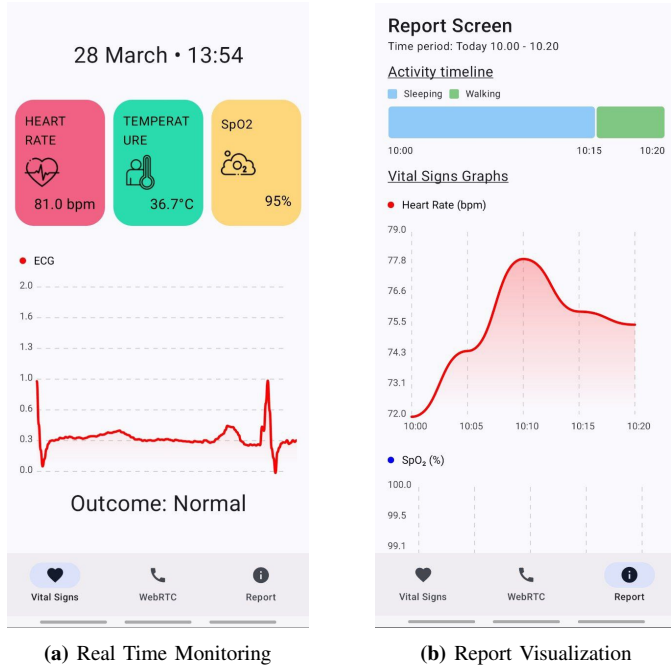 28 March • 13:54
HEART
RATE
81.0 bpm
TEMPERAT
URE
36.7°C
SpO2
O2
95%
ECG
2.0
1.6
1.3
1.0
0.6
0.3
0.0
Outcome: Normal
Vital Signs
WebRTC
Report
(a) Real Time Monitoring
Report Screen
Time period: Today 10.00 - 10.20
Activity timeline
Sleeping
Walking
10:00
10:15
10:20
Vital Signs Graphs
Heart Rate (bpm)
79.0
77.8
76.6
75.5
74.3
73.1
72.0
10:00
10:05
10:10
10:15
10:20
SpO₂ (%)
100.0
99.5
99.1
Vital Signs
WebRTC
Report
(b) Report Visualization